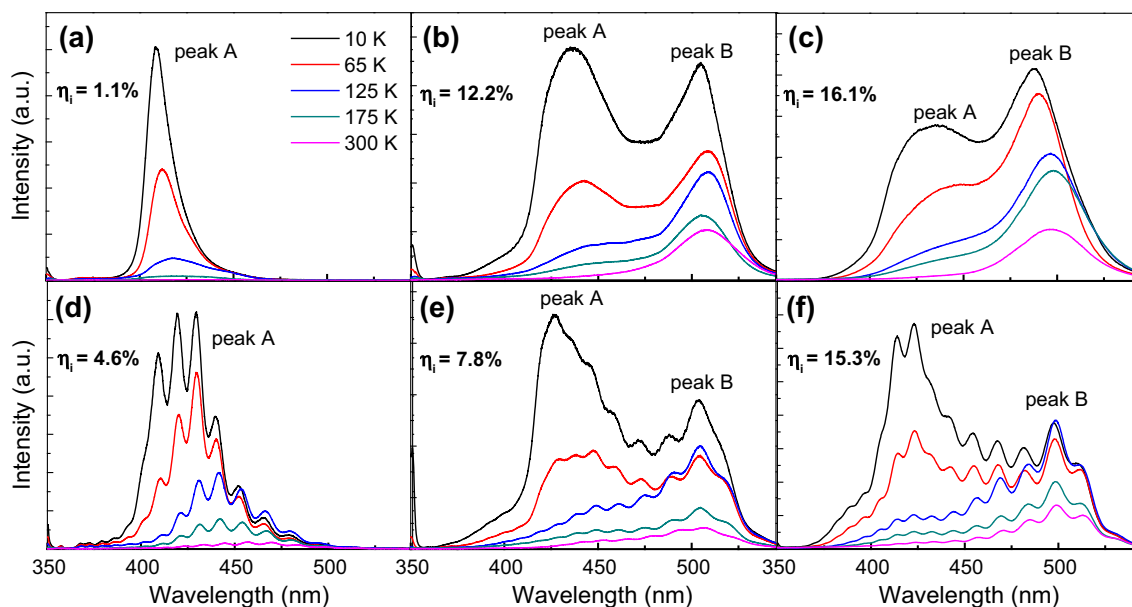 (a)
peak A
ηi = 1.1%
10 K
65 K
125 K
175 K
300 K
(b)
peak A
peak B
ηi = 12.2%
(c)
peak B
peak A
ηi = 16.1%
Intensity (a.u.)
(d)
peak A
ηi = 4.6%
(e)
peak A
peak B
ηi = 7.8%
(f)
peak A
peak B
ηi = 15.3%
Intensity (a.u.)
350 400 450 500 350 400 450 500 350 400 450 500
Wavelength (nm) Wavelength (nm) Wavelength (nm)